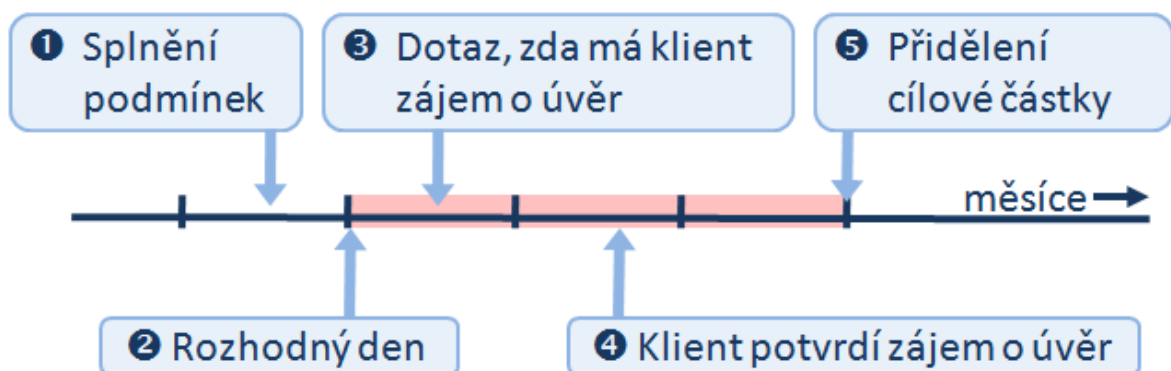 ❶ Splnění
podmínek
❸ Dotaz, zda má klient
zájem o úvěr
❺ Přidělení
cílové částky
měsíce
❷ Rozhodný den
❹ Klient potvrdí zájem o úvěr